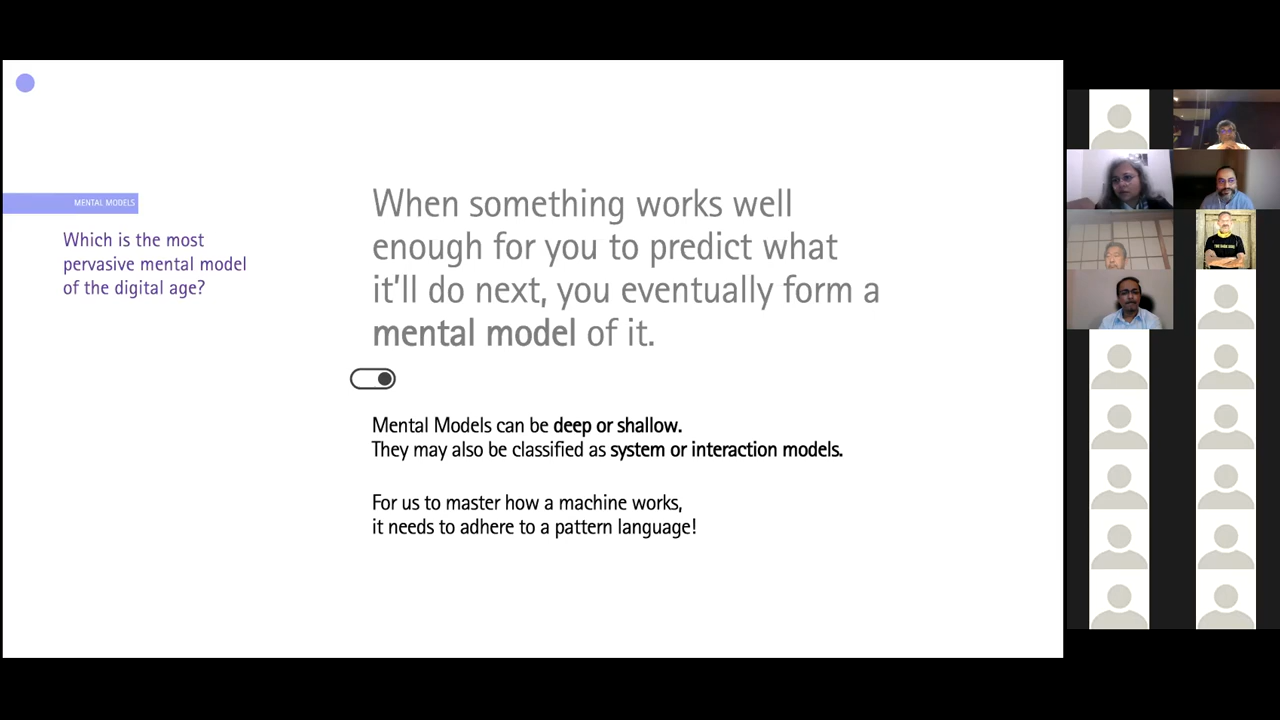 MENTAL MODELS
Which is the most
pervasive mental model
of the digital age?
When something works well
enough for you to predict what
it'll do next, you eventually form a
mental model of it.
Mental Models can be deep or shallow.
They may also be classified as system or interaction models.
For us to master how a machine works,
it needs to adhere to a pattern language!